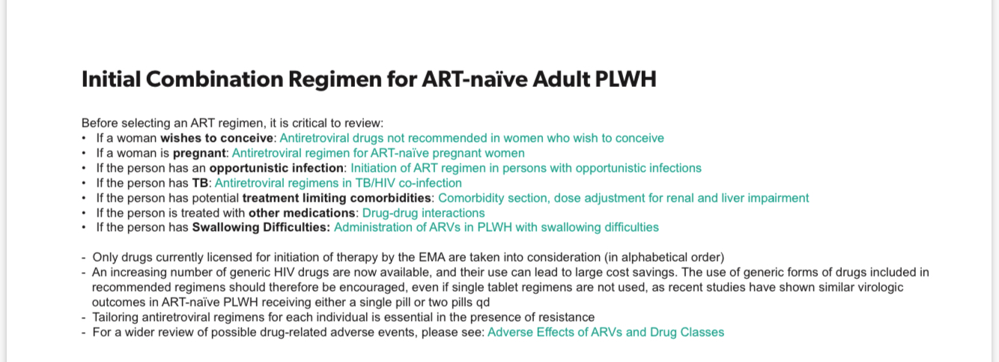 Initial Combination Regimen for ART-naïve Adult PLWH
Before selecting an ART regimen, it is critical to review:
• If a woman wishes to conceive: Antiretroviral drugs not recommended in women who wish to conceive
• If a woman is pregnant: Antiretroviral regimen for ART-naïve pregnant women
• If the person has an opportunistic infection: Initiation of ART regimen in persons with opportunistic infections
• If the person has TB: Antiretroviral regimens in TB/HIV co-infection
• If the person has potential treatment limiting comorbidities: Comorbidity section, dose adjustment for renal and liver impairment
• If the person is treated with other medications: Drug-drug interactions
• If the person has Swallowing Difficulties: Administration of ARVs in PLWH with swallowing difficulties
- Only drugs currently licensed for initiation of therapy by the EMA are taken into consideration (in alphabetical order)
- An increasing number of generic HIV drugs are now available, and their use can lead to large cost savings. The use of generic forms of drugs included in
recommended regimens should therefore be encouraged, even if single tablet regimens are not used, as recent studies have shown similar virologic
outcomes in ART-naïve PLWH receiving either a single pill or two pills qd
- Tailoring antiretroviral regimens for each individual is essential in the presence of resistance
- For a wider review of possible drug-related adverse events, please see: Adverse Effects of ARVs and Drug Classes